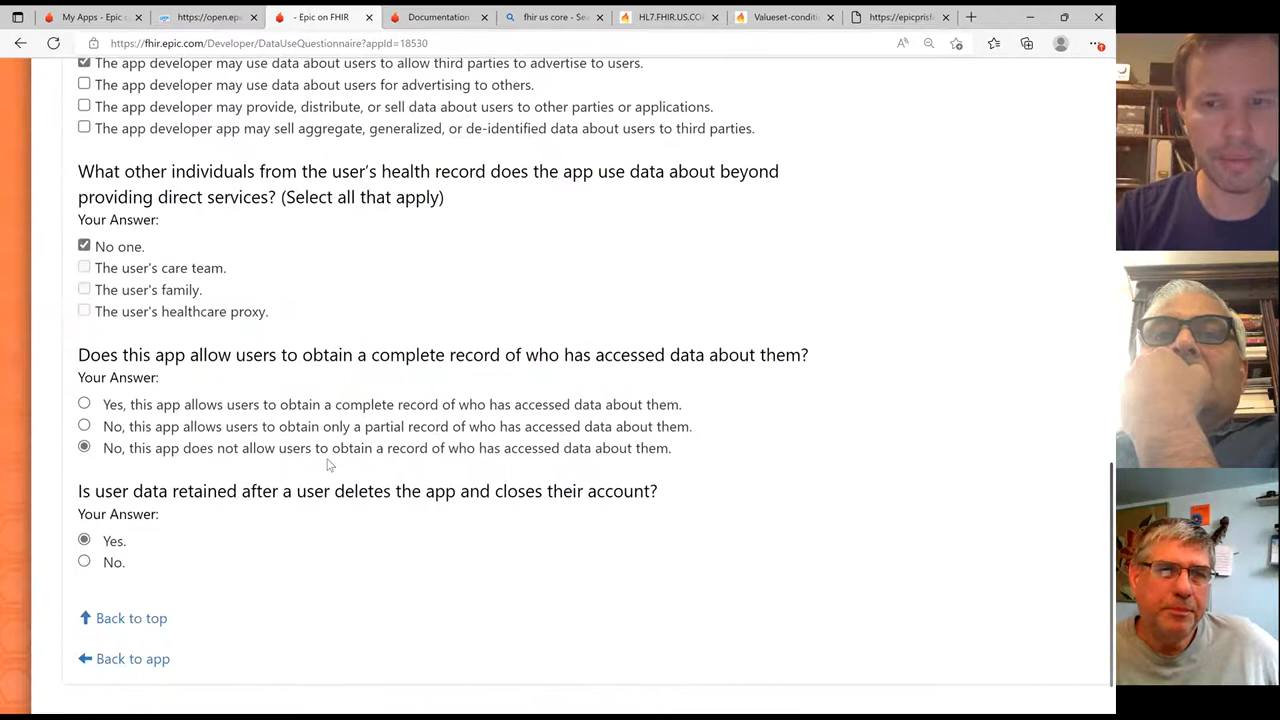 My Apps - Epic o
https://open.epi
- Epic on FHIR
Documentation
fhir us core - Sea
HL7.FHIR.US.CO
Valueset-conditi
https://epicprisf
https://fhir.epic.com/Developer/DataUseQuestionnaire?appId=18530
The app developer may use data about users to allow third parties to advertise to users.
The app developer may use data about users for advertising to others.
The app developer may provide, distribute, or sell data about users to other parties or applications.
The app developer app may sell aggregate, generalized, or de-identified data about users to third parties.
What other individuals from the user's health record does the app use data about beyond
providing direct services? (Select all that apply)
Your Answer:
No one.
The user's care team.
The user's family.
The user's healthcare proxy.
Does this app allow users to obtain a complete record of who has accessed data about them?
Your Answer:
Yes, this app allows users to obtain a complete record of who has accessed data about them.
No, this app allows users to obtain only a partial record of who has accessed data about them.
No, this app does not allow users to obtain a record of who has accessed data about them.
Is user data retained after a user deletes the app and closes their account?
Your Answer:
Yes.
No.
Back to top
Back to app